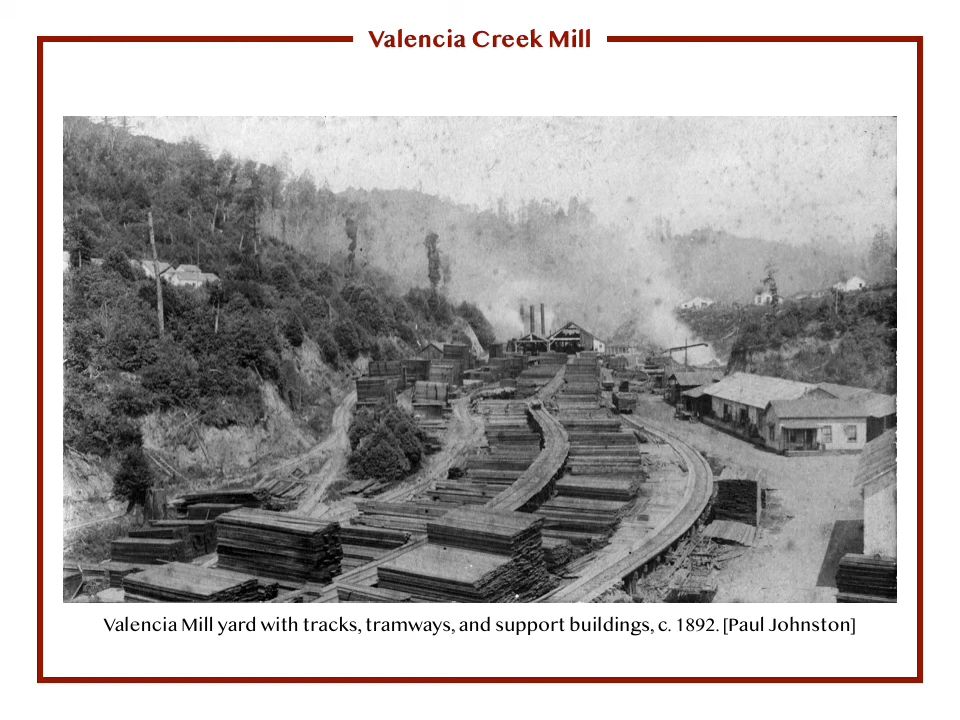 Valencia Creek Mill
Valencia Mill yard with tracks, tramways, and support buildings, c. 1892. [Paul Johnston]